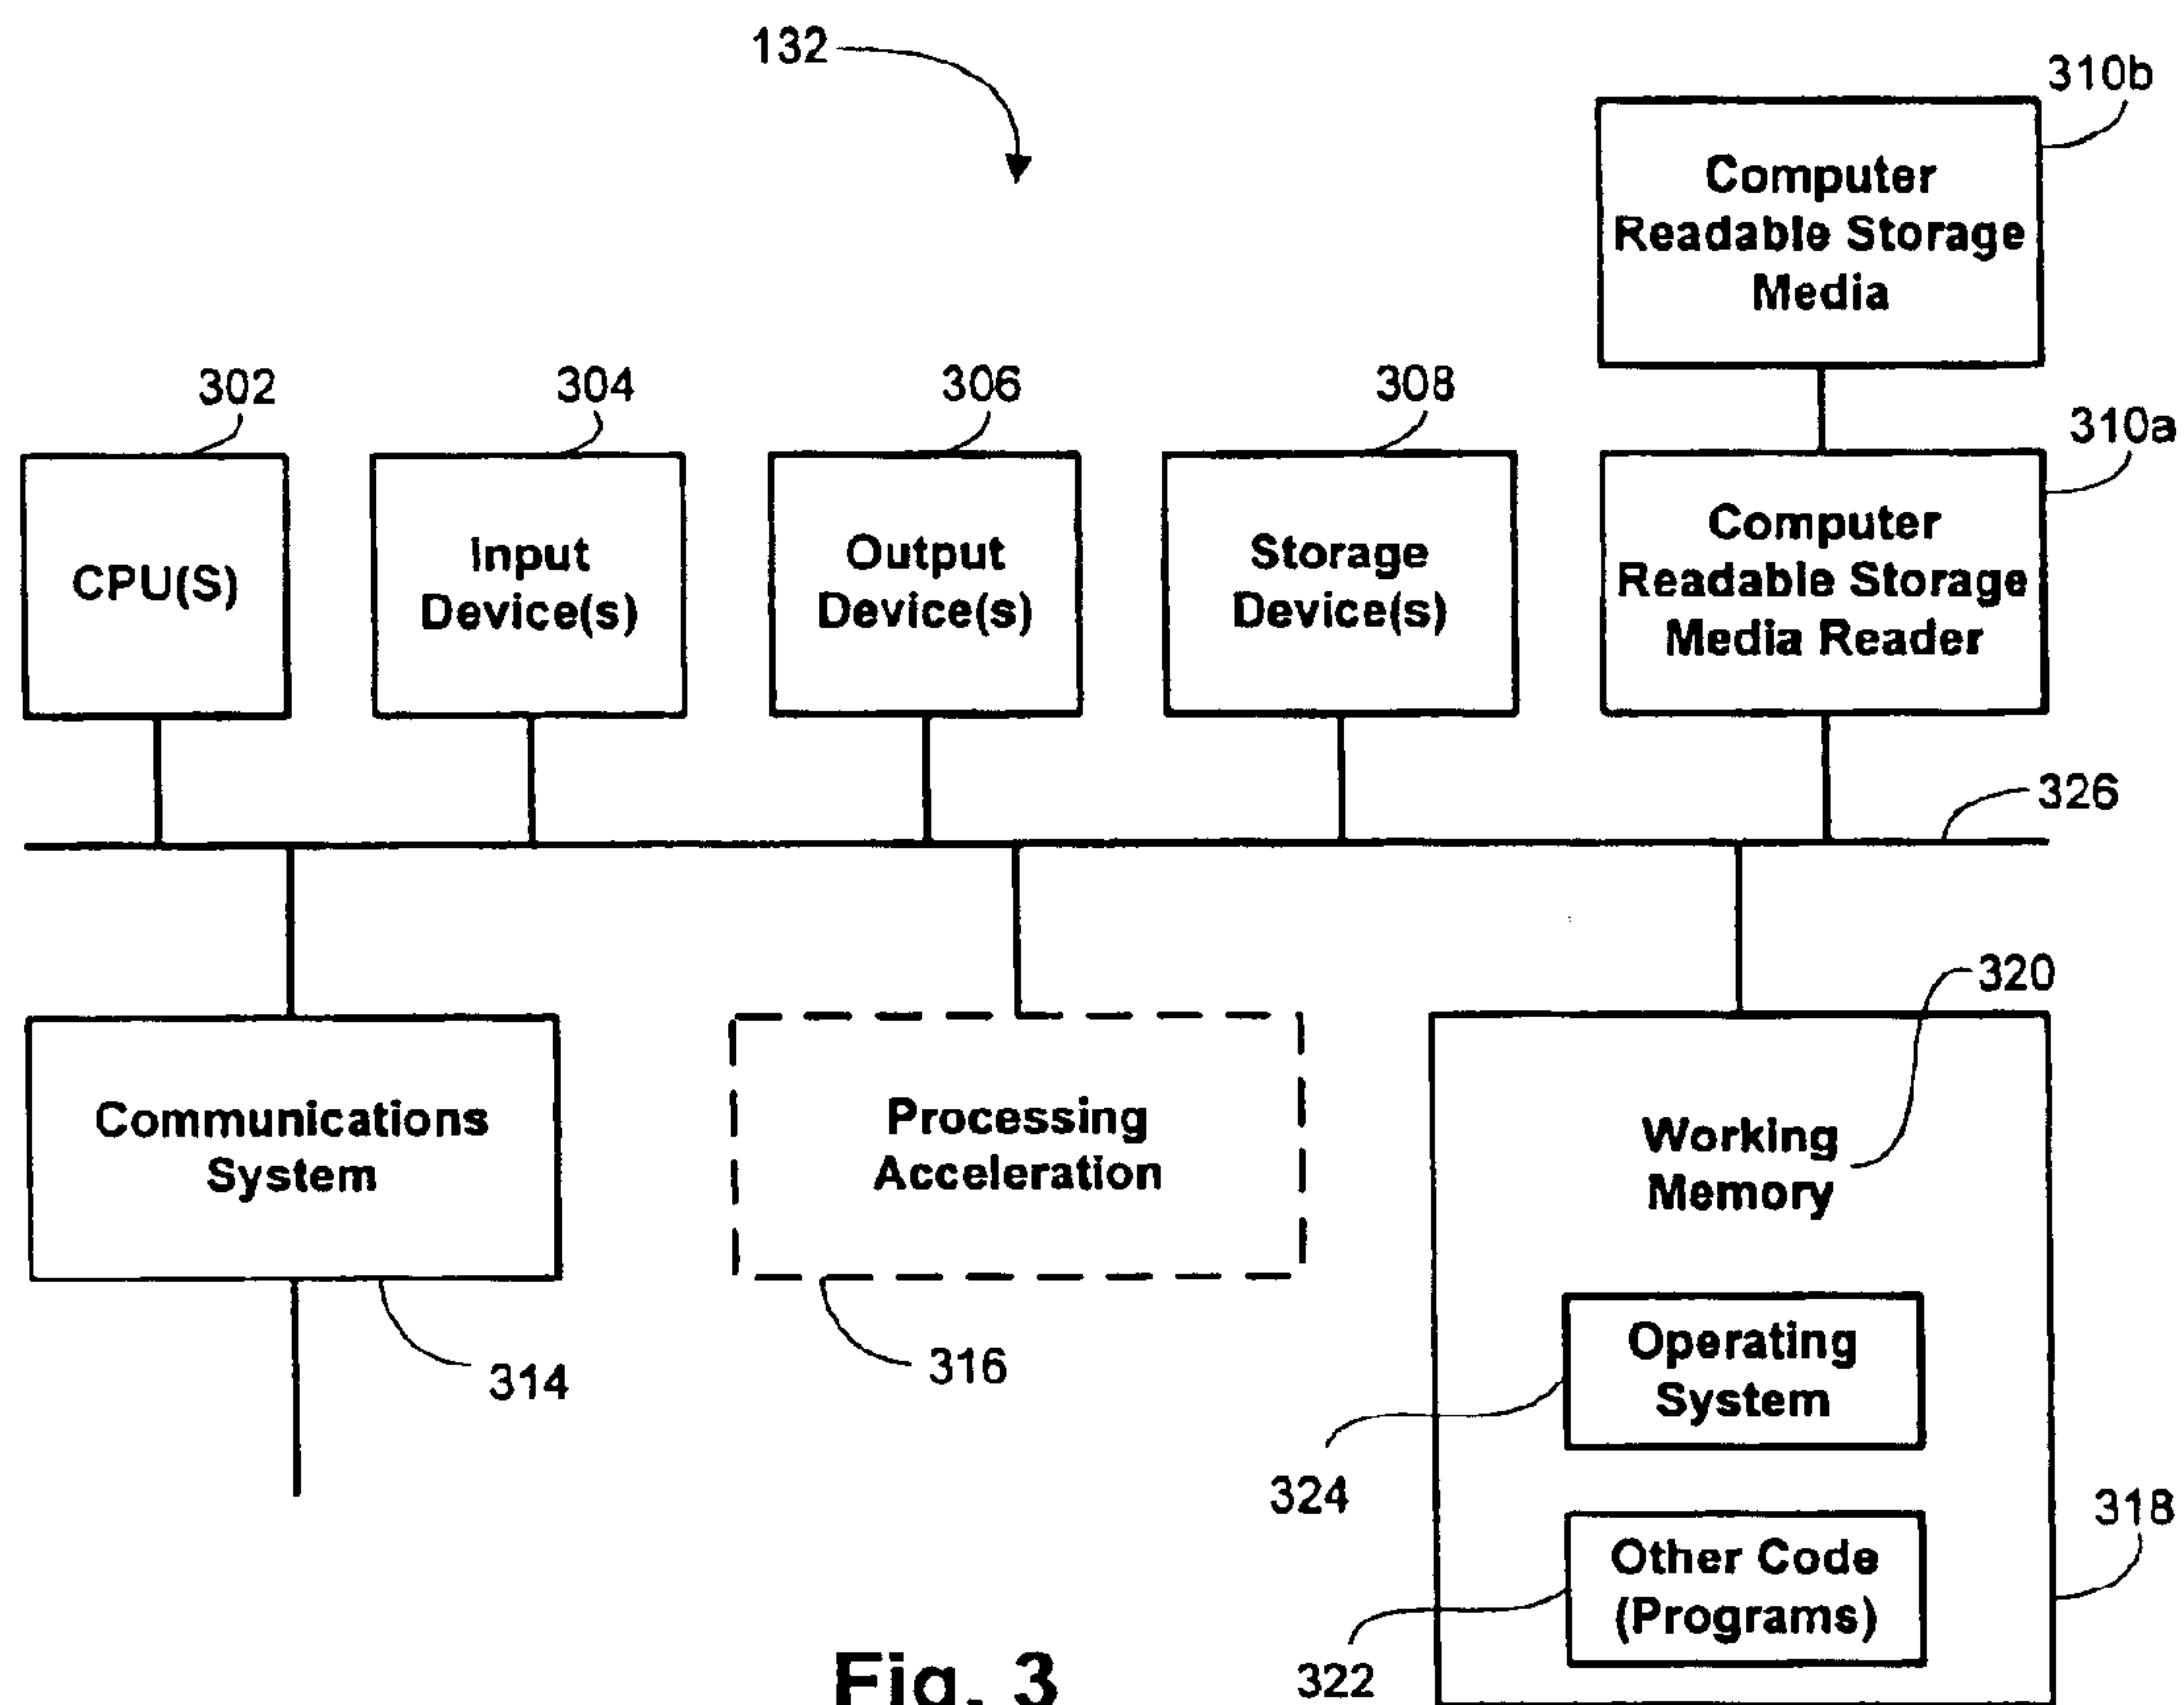 132
310b
Computer
Readable Storage
Media
302
304
306
308
310a
CPU(S)
Input
Device(s)
Output
Device(s)
Storage
Device(s)
Computer
Readable Storage
Media Reader
326
320
Communications
System
Processing
Acceleration
Working
Memory
314
316
Operating
System
324
318
Other Code
(Programs)
322
Fig. 3